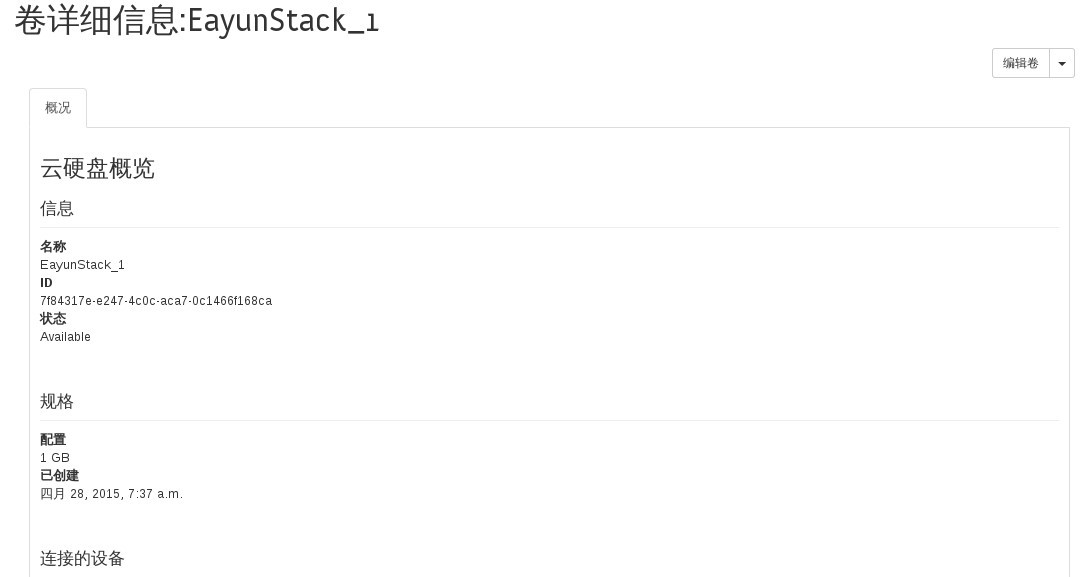 卷详细信息:EayunStack_1
编辑卷
概况
云硬盘概览
信息
名称
EayunStack_1
ID
7f84317e-e247-4c0c-aca7-0c1466f168ca
状态
Available
规格
配置
1 GB
已创建
四月 28, 2015, 7:37 a.m.
连接的设备